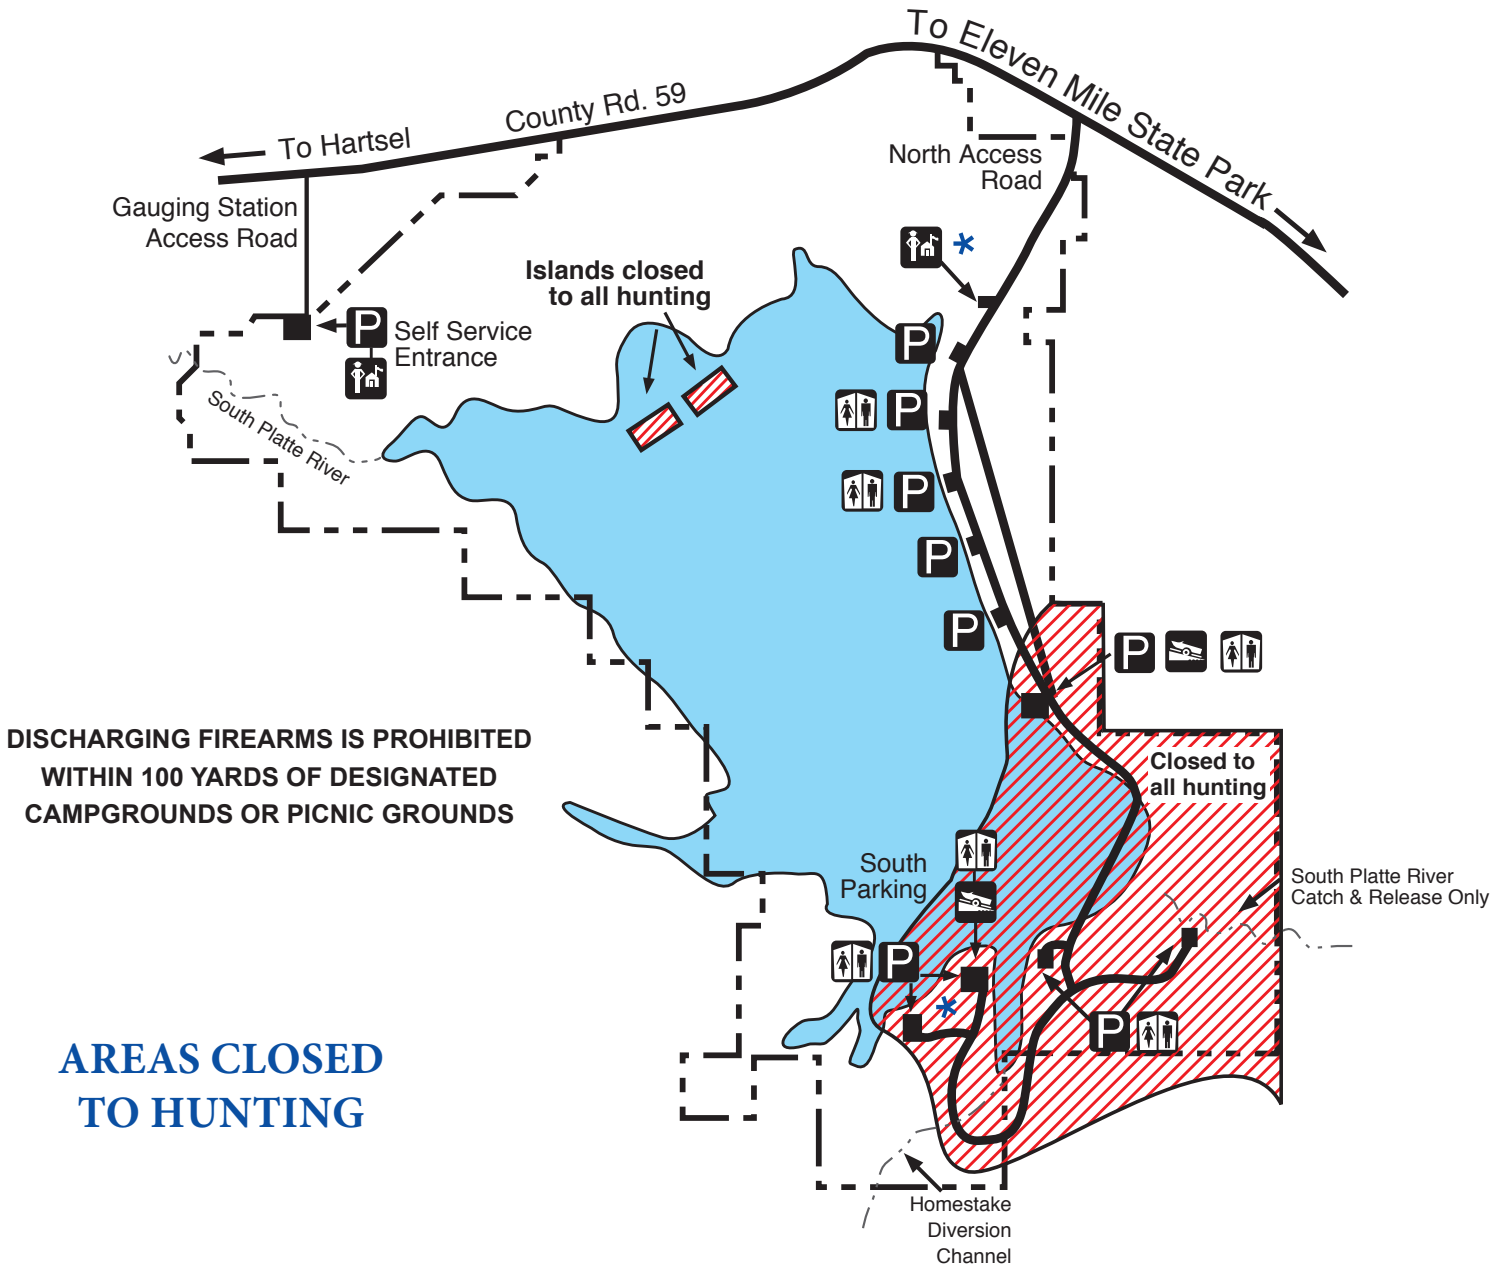 To Eleven Mile State Park
County Rd. 59
To Hartsel
North Access
Road
Gauging Station
Access Road
*
Islands closed
to all hunting
P
Self Service
Entrance
P
P
South Platte River
P
P
P
P
DISCHARGING FIREARMS IS PROHIBITED
WITHIN 100 YARDS OF DESIGNATED
CAMPGROUNDS OR PICNIC GROUNDS
Closed to
all hunting
South
Parking
South Platte River
Catch & Release Only
P
*
P
AREAS CLOSED
TO HUNTING
Homestake
Diversion
Channel